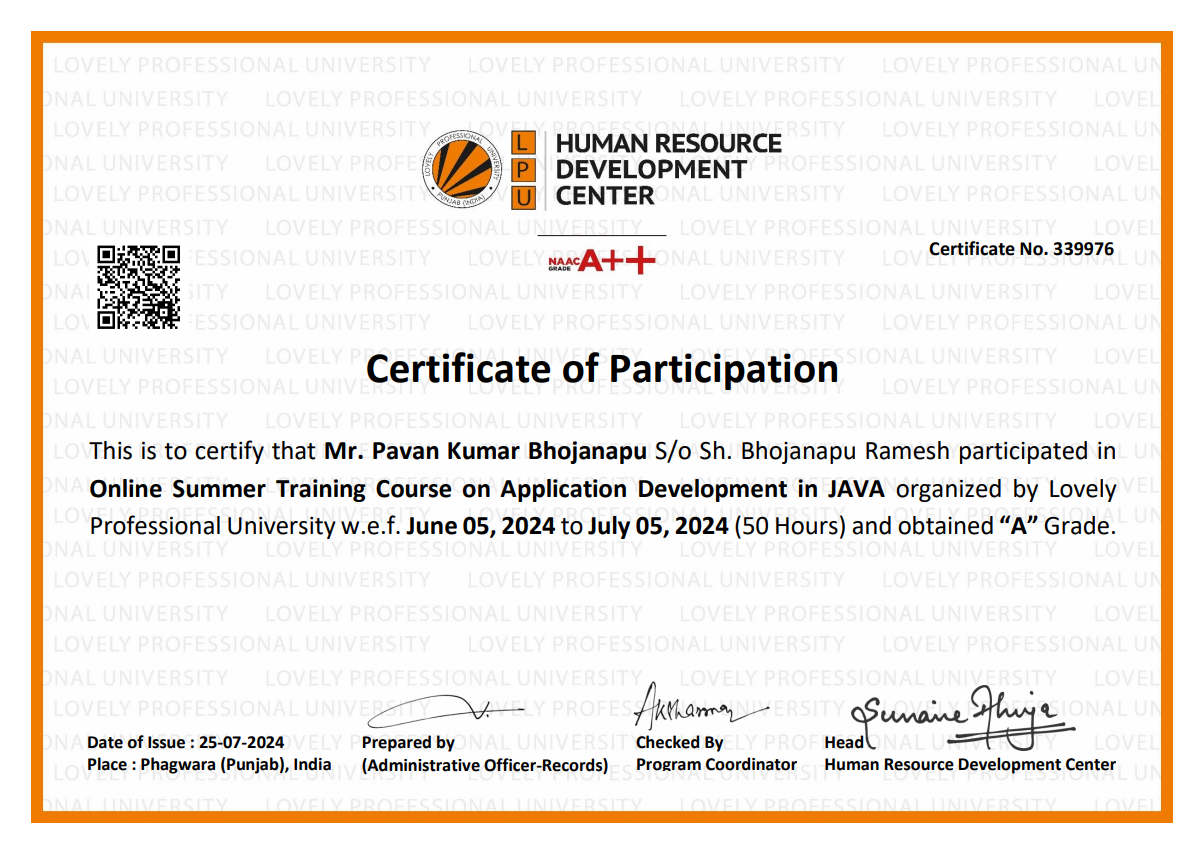 LOVELY PROFESSIONAL UNIVERSITY
PUNJAB (INDIA)
L
P
U
HUMAN RESOURCE
DEVELOPMENT
CENTER
NAAC
GRADE
A++
Certificate No. 339976
Certificate of Participation
This is to certify that Mr. Pavan Kumar Bhojanapu S/o Sh. Bhojanapu Ramesh participated in
Online Summer Training Course on Application Development in JAVA organized by Lovely
Professional University w.e.f. June 05, 2024 to July 05, 2024 (50 Hours) and obtained “A” Grade.
Sunaina Ahuja
Date of Issue : 25-07-2024
Place : Phagwara (Punjab), India
Prepared by
(Administrative Officer-Records)
Checked By
Program Coordinator
Head
Human Resource Development Center